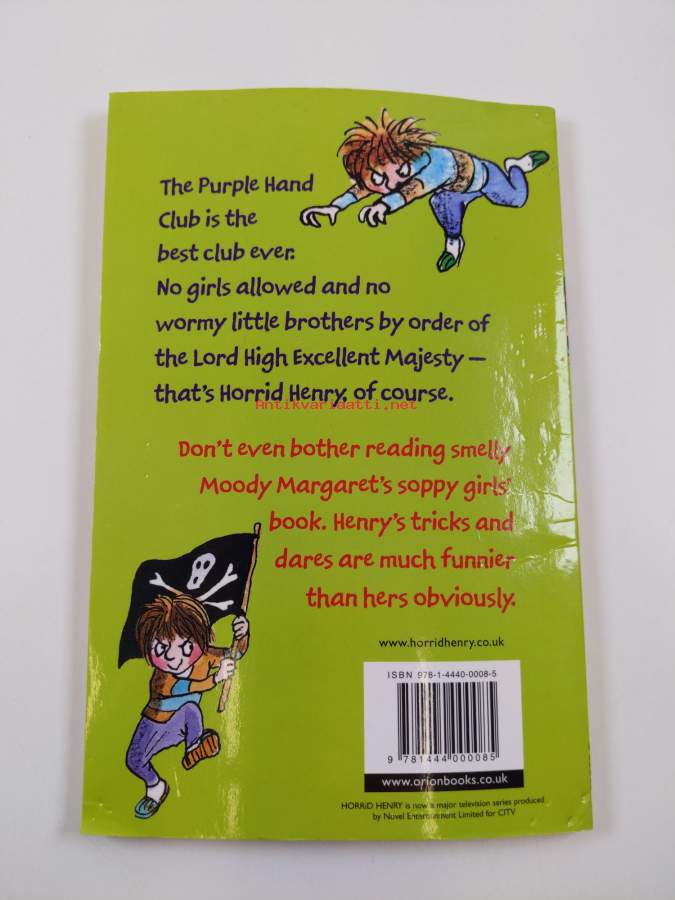 The Purple Hand
Club is the
best club ever.
No girls allowed and no
wormy little brothers by order of
the Lord High Excellent Majesty –
that's Horrid Henry, of course.
Antikvariaatti.net
Don't even bother reading smelly
Moody Margaret's soppy girls'
book. Henry's tricks and
dares are much funnier
than hers obviously.
www.horridhenry.co.uk
ISBN 978-1-4440-0008-5
9 781444 000085
www.orionbooks.co.uk
HORRiD HENRY is now a major television series produced
by Novel Entertainment Limited for CiTV